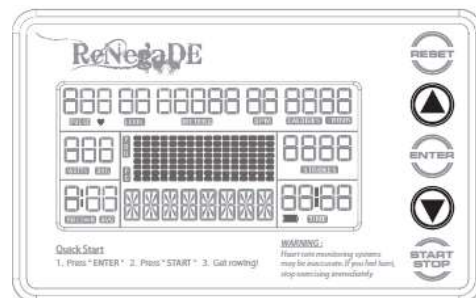 ReNegaDE
RESET
PULSE LEVEL METERS RPM CALORIES
WATTS AVG
STROKES
ENTER
AVG TIME
START
STOP
Quick Start
1. Press "ENTER" 2. Press "START" 3. Get rowing!
WARNING:
Heart rate monitoring systems
may be inaccurate. If you feel faint,
stop exercising immediately